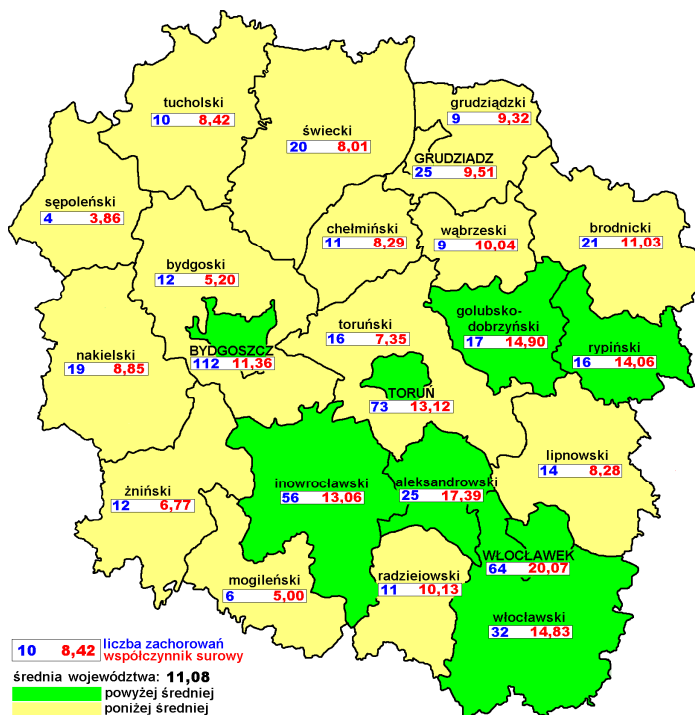 tucholski
10 8,42
świecki
20 8,01
grudziądzki
9 9,32
GRUDZIADZ
25 9,51
sępoleński
4 3,86
chełmiński
11 8,29
wąbrzeski
9 10,04
brodnicki
21 11,03
bydgoski
12 5,20
BYDGOSZCZ
112 11,36
toruński
16 7,35
golubsko-
dobrzyński
17 14,90
rypiński
16 14,06
nakielski
19 8,85
TORUŃ
73 13,12
lipnowski
14 8,28
żniński
12 6,77
inowrocławski
56 13,06
aleksandrowski
25 17,39
WŁOCŁAWEK
64 20,07
mogileński
6 5,00
radziejowski
11 10,13
włocławski
32 14,83
10 8,42 liczba zachorowań
współczynnik surowy
średnia województwa: 11,08
powyżej średniej
poniżej średniej